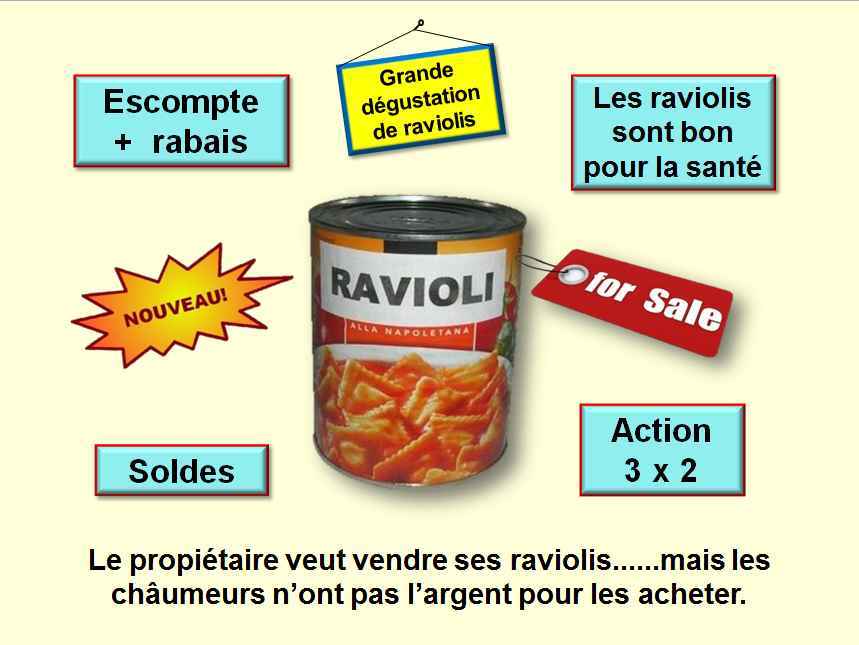 Grande
dégustation
de raviolis
Escompte
+ rabais
Les raviolis
sont bon
pour la santé
NOUVEAU!
RAVIOLI
ALLA NAPOLETANA
for Sale
Soldes
Action
3 x 2
Le propiétaire veut vendre ses raviolis......mais les
châumeurs n'ont pas l'argent pour les acheter.